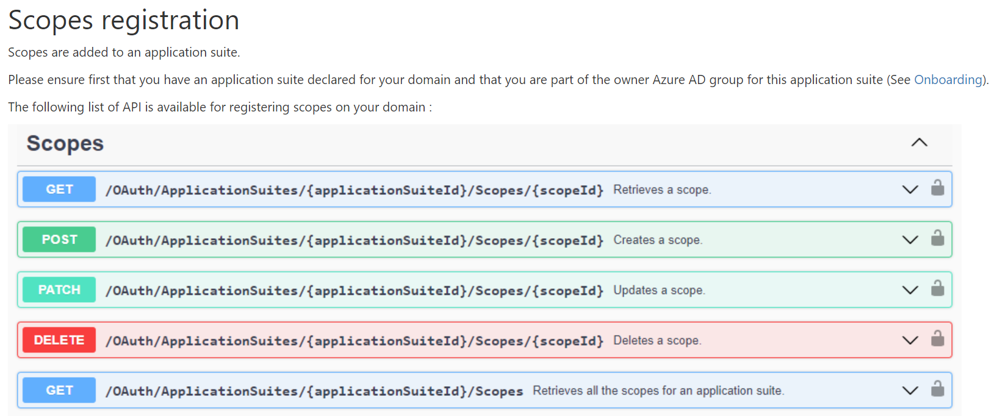 Scopes registration
Scopes are added to an application suite.
Please ensure first that you have an application suite declared for your domain and that you are part of the owner Azure AD group for this application suite (See Onboarding).
The following list of API is available for registering scopes on your domain :
Scopes
GET /OAuth/ApplicationSuites/{applicationSuiteId}/Scopes/{scopeId} Retrieves a scope.
POST /OAuth/ApplicationSuites/{applicationSuiteId}/Scopes/{scopeId} Creates a scope.
PATCH /OAuth/ApplicationSuites/{applicationSuiteId}/Scopes/{scopeId} Updates a scope.
DELETE /OAuth/ApplicationSuites/{applicationSuiteId}/Scopes/{scopeId} Deletes a scope.
GET /OAuth/ApplicationSuites/{applicationSuiteId}/Scopes Retrieves all the scopes for an application suite.